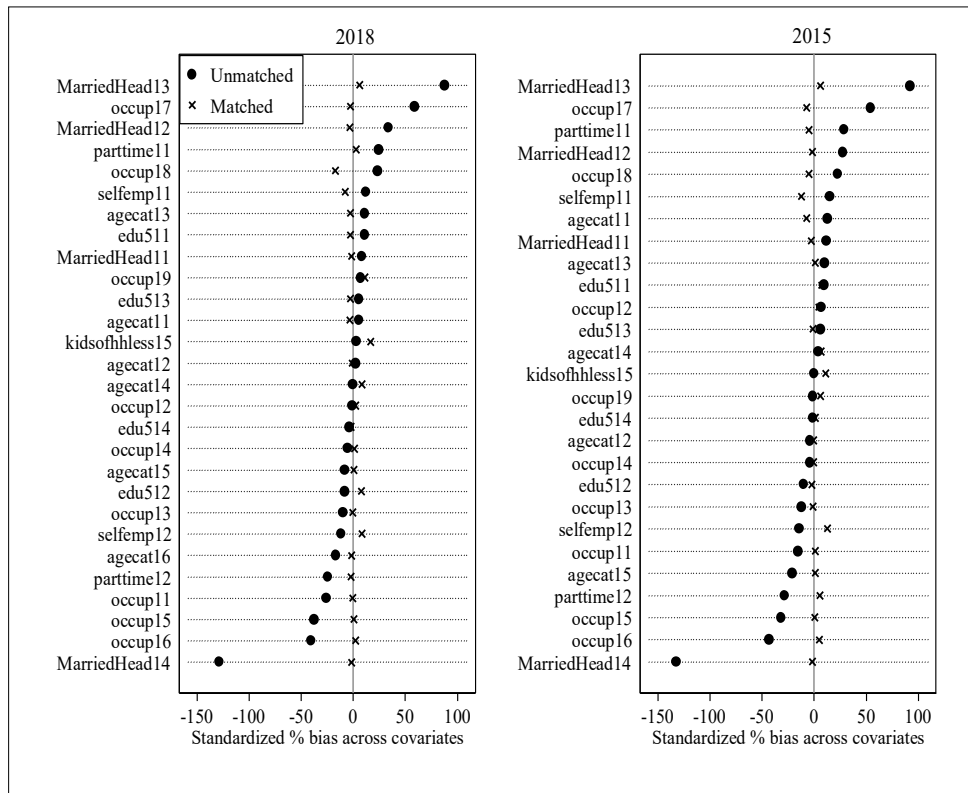 2018
Unmatched
Matched
MarriedHead13
occup17
MarriedHead12
parttime11
occup18
selfemp11
agecat13
edu511
MarriedHead11
occup19
edu513
agecat11
kidsofhhless15
agecat12
agecat14
occup12
edu514
occup14
agecat15
edu512
occup13
selfemp12
agecat16
parttime12
occup11
occup15
occup16
MarriedHead14
-150 -100 -50 0 50 100
Standardized % bias across covariates
2015
MarriedHead13
occup17
parttime11
MarriedHead12
occup18
selfemp11
agecat11
MarriedHead11
agecat13
edu511
occup12
edu513
agecat14
kidsofhhless15
occup19
edu514
agecat12
occup14
edu512
occup13
selfemp12
occup11
agecat15
parttime12
occup15
occup16
MarriedHead14
-150 -100 -50 0 50 100
Standardized % bias across covariates